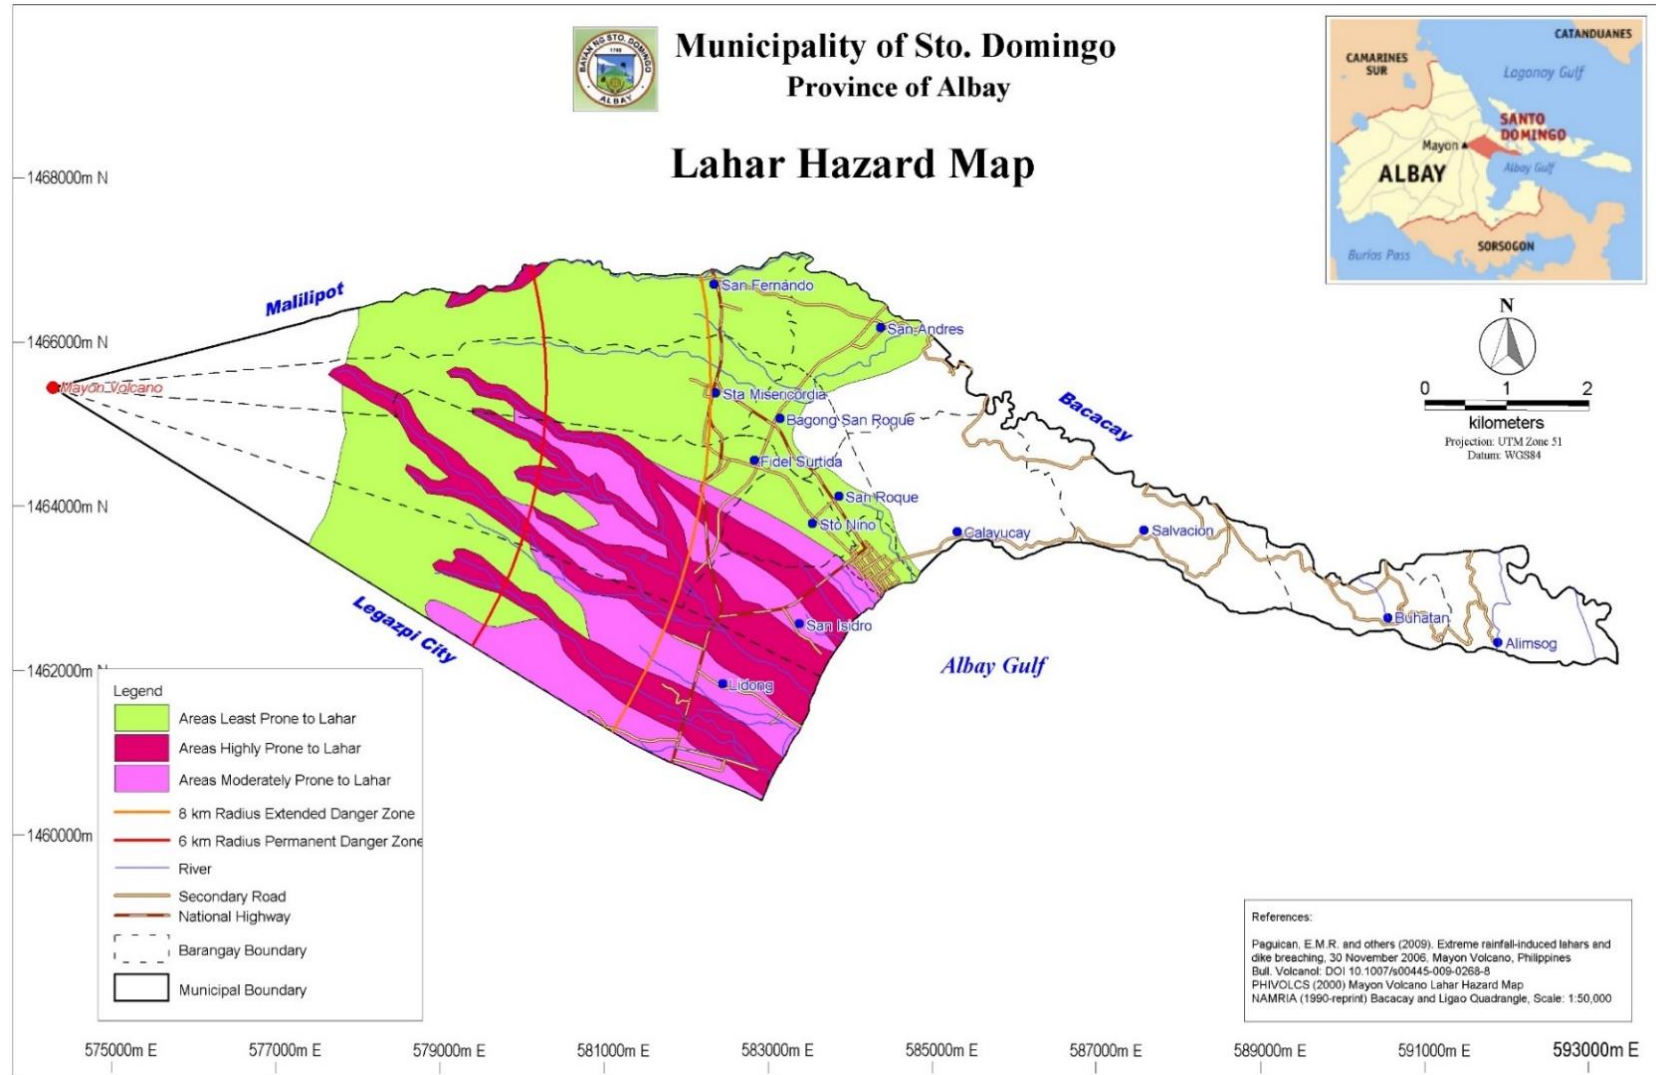 BAYAN NG STO. DOMINGO
ALBAY
Municipality of Sto. Domingo
Province of Albay
Lahar Hazard Map
CATANDUANES
CAMARINES
SUR
Lagonoy Gulf
SANTO
DOMINGO
Mayon
Albay Gulf
ALBAY
SORSOGON
Burias Pass
N
0 1 2
kilometers
Projection: UTM Zone 51
Datum: WGS84
1468000m N
1466000m N
1464000m N
1462000m N
1460000m N
Malilipot
Mayon Volcano
San Fernando
San Andres
Sta Misericordia
Bagong San Roque
Bacacay
Fidel Surtida
San Roque
Sto Nino
Calayucay
Salvacion
Legazpi City
San Isidro
Buhatan
Alimsog
Albay Gulf
Lidong
Legend
Areas Least Prone to Lahar
Areas Highly Prone to Lahar
Areas Moderately Prone to Lahar
8 km Radius Extended Danger Zone
6 km Radius Permanent Danger Zone
River
Secondary Road
National Highway
Barangay Boundary
Municipal Boundary
References:
Paguican, E.M.R. and others (2009). Extreme rainfall-induced lahars and
dike breaching, 30 November 2006, Mayon Volcano, Philippines
Bull. Volcanol: DOI 10.1007/s00445-009-0268-8
PHIVOLCS (2000) Mayon Volcano Lahar Hazard Map
NAMRIA (1990-reprint) Bacacay and Ligao Quadrangle, Scale: 1:50,000
575000m E 577000m E 579000m E 581000m E 583000m E 585000m E 587000m E 589000m E 591000m E 593000m E